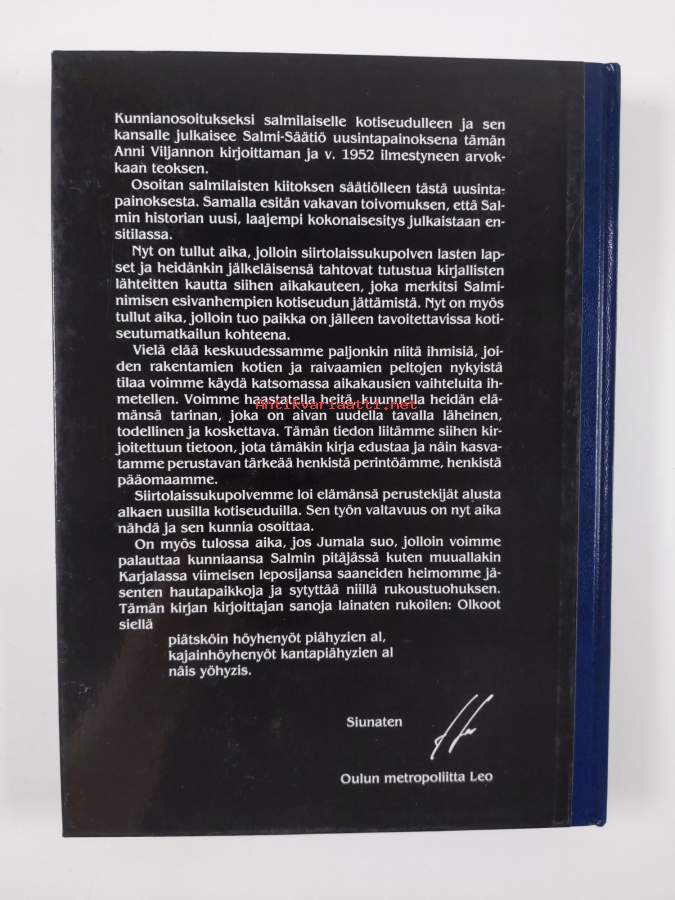 Kunnianosoitukseksi salmilaiselle kotiseudulleen ja sen
kansalle julkaisee Salmi-Säätiö uusintapainoksena tämän
Anni Viljannon kirjoittaman ja v. 1952 ilmestyneen arvok-
kaan teoksen.
Osoitan salmilaisten kiitoksen säätiölleen tästä uusinta-
painoksesta. Samalla esitän vakavan toivomuksen, että Sal-
min historian uusi, laajempi kokonaisesitys julkaistaan en-
sitilassa.
Nyt on tullut aika, jolloin siirtolaissukupolven lasten lap-
set ja heidänkin jälkeläisensä tahtovat tutustua kirjallisten
lähteitten kautta siihen aikakauteen, joka merkitsi Salmi-
nimisen esivanhempien kotiseudun jättämistä. Nyt on myös
tullut aika, jolloin tuo paikka on jälleen tavoitettavissa koti-
seutumatkailun kohteena.
Vielä elää keskuudessamme paljonkin niitä ihmisiä, joi-
den rakentamien kotien ja raivaamien peltojen nykyistä
tilaa voimme käydä katsomassa aikakausien vaihteluita ih-
metellen. Voimme haastatella heitä, kuunnella heidän elä-
Antikvariaatti.net
mänsä tarinan, joka on aivan uudella tavalla läheinen,
todellinen ja koskettava. Tämän tiedon liitämme siihen kir-
joitettuun tietoon, jota tämäkin kirja edustaa ja näin kasva-
tamme perustavan tärkeää henkistä perintöämme, henkistä
pääomaamme.
Siirtolaissukupolvemme loi elämänsä perustekijät alusta
alkaen uusilla kotiseuduilla. Sen työn valtavuus on nyt aika
nähdä ja sen kunnia osoittaa.
On myös tulossa aika, jos Jumala suo, jolloin voimme
palauttaa kunniaansa Salmin pitäjässä kuten muuallakin
Karjalassa viimeisen leposijansa saaneiden heimomme jä-
senten hautapaikkoja ja sytyttää niillä rukoustuohuksen.
Tämän kirjan kirjoittajan sanoja lainaten rukoilen: Olkoot
siellä
piätsköin höyhenyöt piähyzien al,
kajainhöyhenyöt kantapiähyzien al
näis yöhyzis.
Siunaten
Oulun metropoliitta Leo